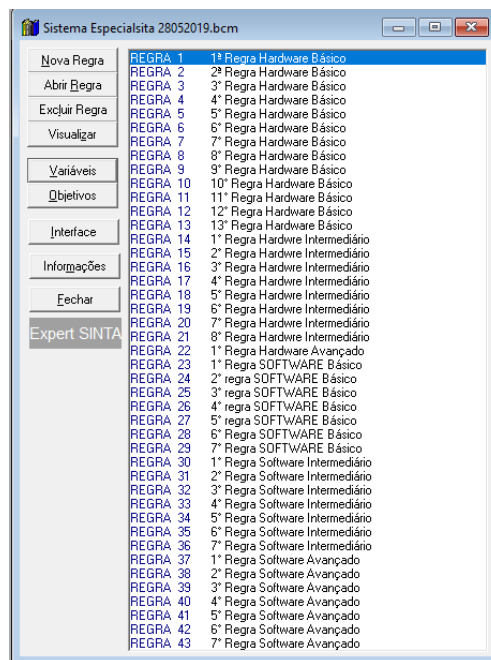 Sistema Especialsita 28052019.bcm
Nova Regra
Abrir Regra
Excluir Regra
Visualizar
Variáveis
Objetivos
Interface
Informações
Fechar
Expert SINTA
REGRA 1 1ª Regra Hardware Básico
REGRA 2 2ª Regra Hardware Básico
REGRA 3 3° Regra Hardware Básico
REGRA 4 4° Regra Hardware Básico
REGRA 5 5° Regra Hardware Básico
REGRA 6 6° Regra Hardware Básico
REGRA 7 7° Regra Hardware Básico
REGRA 8 8° Regra Hardware Básico
REGRA 9 9° Regra Hardware Básico
REGRA 10 10° Regra Hardware Básico
REGRA 11 11° Regra Hardware Básico
REGRA 12 12° Regra Hardware Básico
REGRA 13 13° Regra Hardware Básico
REGRA 14 1° Regra Hardwre Intermediário
REGRA 15 2° Regra Hardwre Intermediário
REGRA 16 3° Regra Hardwre Intermediário
REGRA 17 4° Regra Hardwre Intermediário
REGRA 18 5° Regra Hardwre Intermediário
REGRA 19 6° Regra Hardwre Intermediário
REGRA 20 7° Regra Hardwre Intermediário
REGRA 21 8° Regra Hardwre Intermediário
REGRA 22 1° Regra Hardware Avançado
REGRA 23 1° Regra SOFTWARE Básico
REGRA 24 2° regra SOFTWARE Básico
REGRA 25 3° regra SOFTWARE Básico
REGRA 26 4° regra SOFTWARE Básico
REGRA 27 5° regra SOFTWARE Básico
REGRA 28 6° Regra SOFTWARE Básico
REGRA 29 7° Regra SOFTWARE Básico
REGRA 30 1° Regra Software Intermediário
REGRA 31 2° Regra Software Intermediário
REGRA 32 3° Regra Software Intermediário
REGRA 33 4° Regra Software Intermediário
REGRA 34 5° Regra Software Intermediário
REGRA 35 6° Regra Software Intermediário
REGRA 36 7° Regra Software Intermediário
REGRA 37 1° Regra Software Avançado
REGRA 38 2° Regra Software Avançado
REGRA 39 3° Regra Software Avançado
REGRA 40 4° Regra Software Avançado
REGRA 41 5° Regra Software Avançado
REGRA 42 6° Regra Software Avançado
REGRA 43 7° Regra Software Avançado